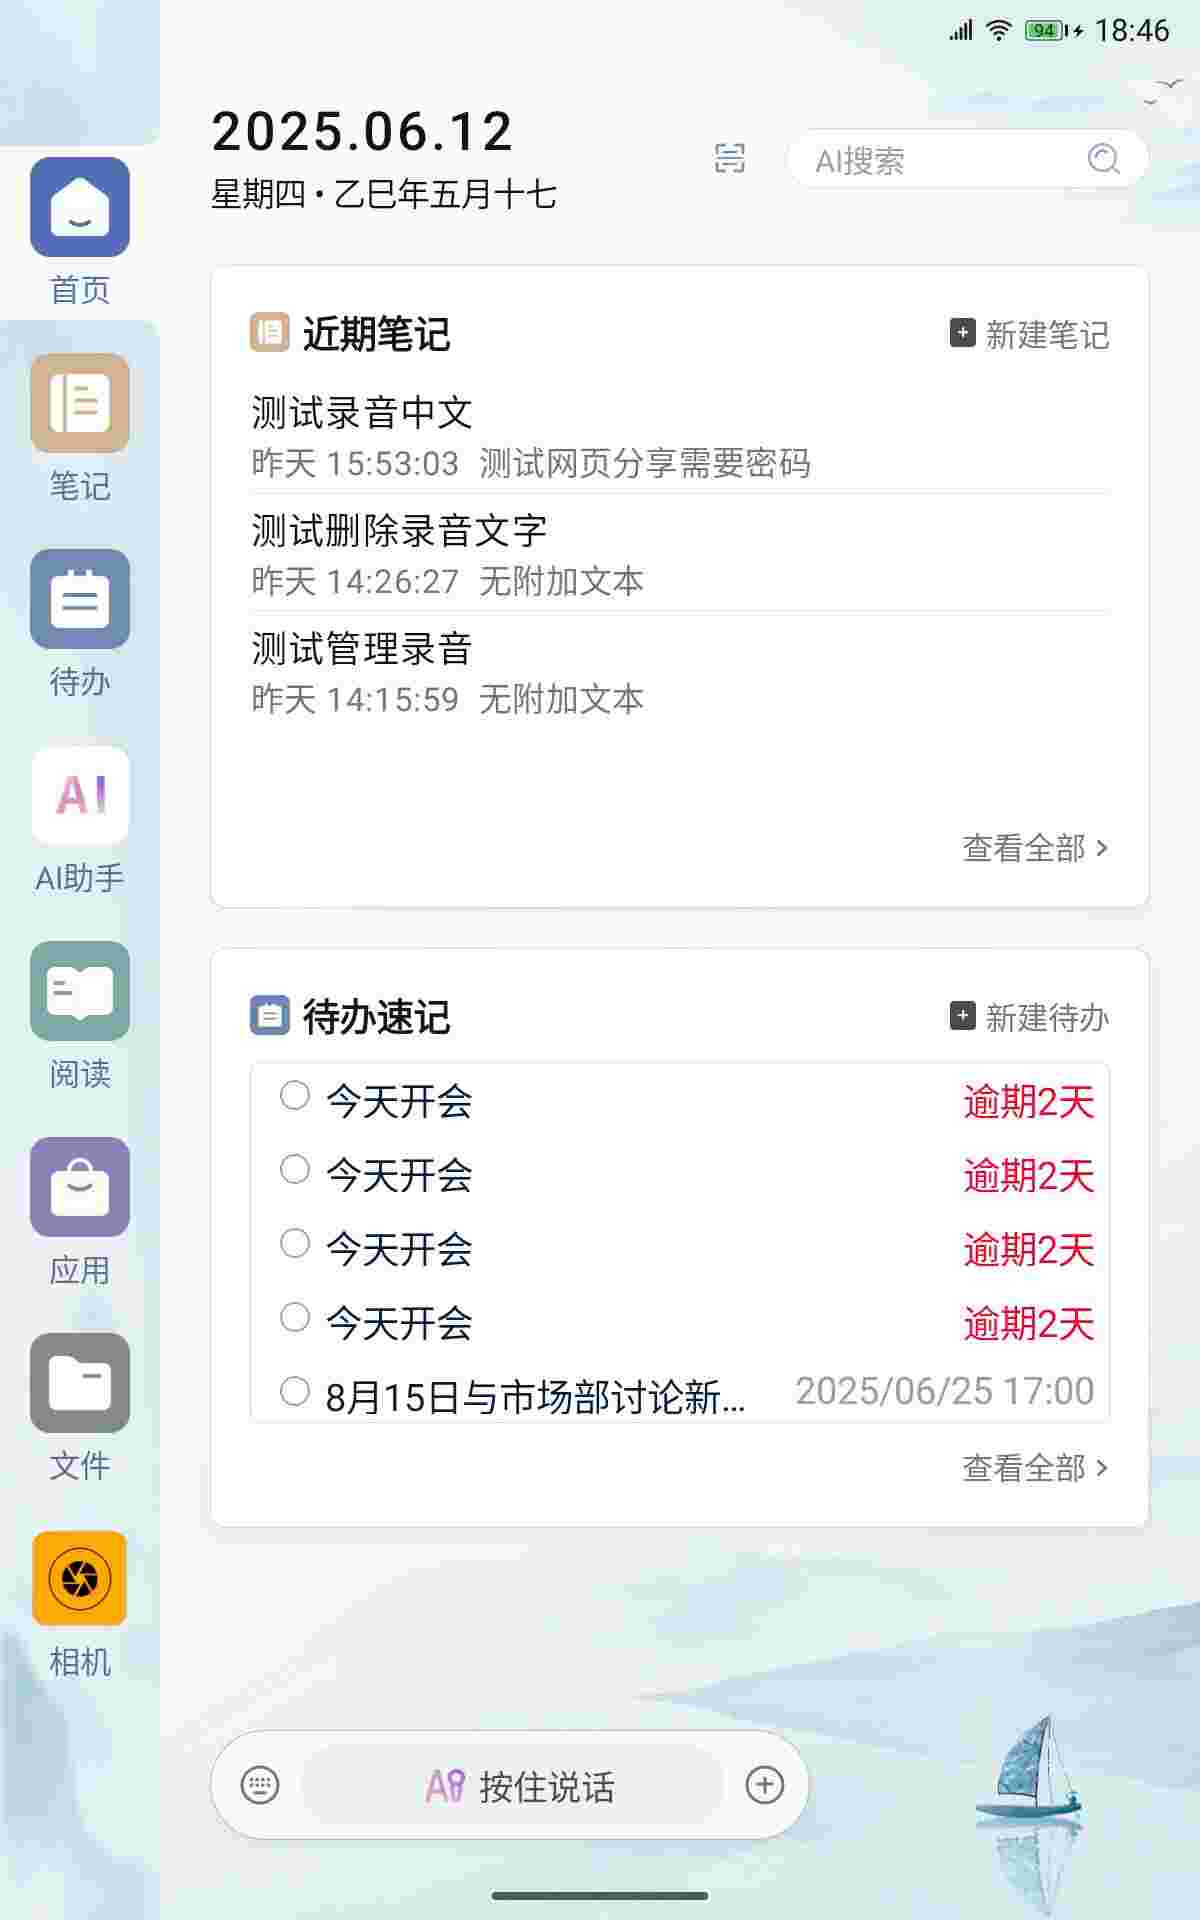 94 18:46
2025.06.12
星期四·乙巳年五月十七
AI搜索
首页
笔记
待办
AI
AI助手
阅读
应用
文件
相机
近期笔记
新建笔记
测试录音中文
昨天 15:53:03 测试网页分享需要密码
测试删除录音文字
昨天 14:26:27 无附加文本
测试管理录音
昨天 14:15:59 无附加文本
查看全部 >
待办速记
新建待办
今天开会 逾期2天
今天开会 逾期2天
今天开会 逾期2天
今天开会 逾期2天
8月15日与市场部讨论新... 2025/06/25 17:00
查看全部 >
按住说话